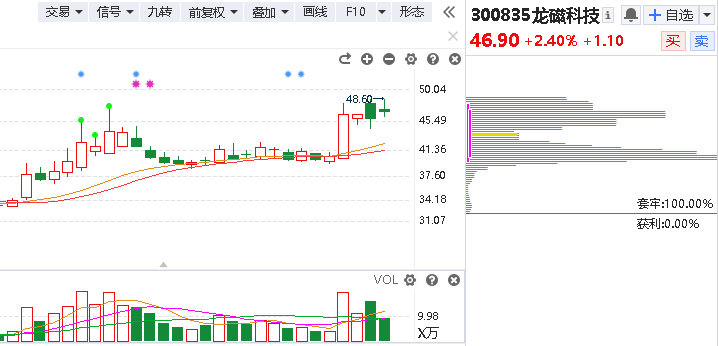 交易 信号 九转 前复权 叠加 画线 F10 形态
300835龙磁科技
自选
46.90 +2.40% +1.10
买 卖
48.60
50.04
45.49
41.36
37.60
34.18
31.07
套牢:100.00%
获利:0.00%
VOL
9.98
X万